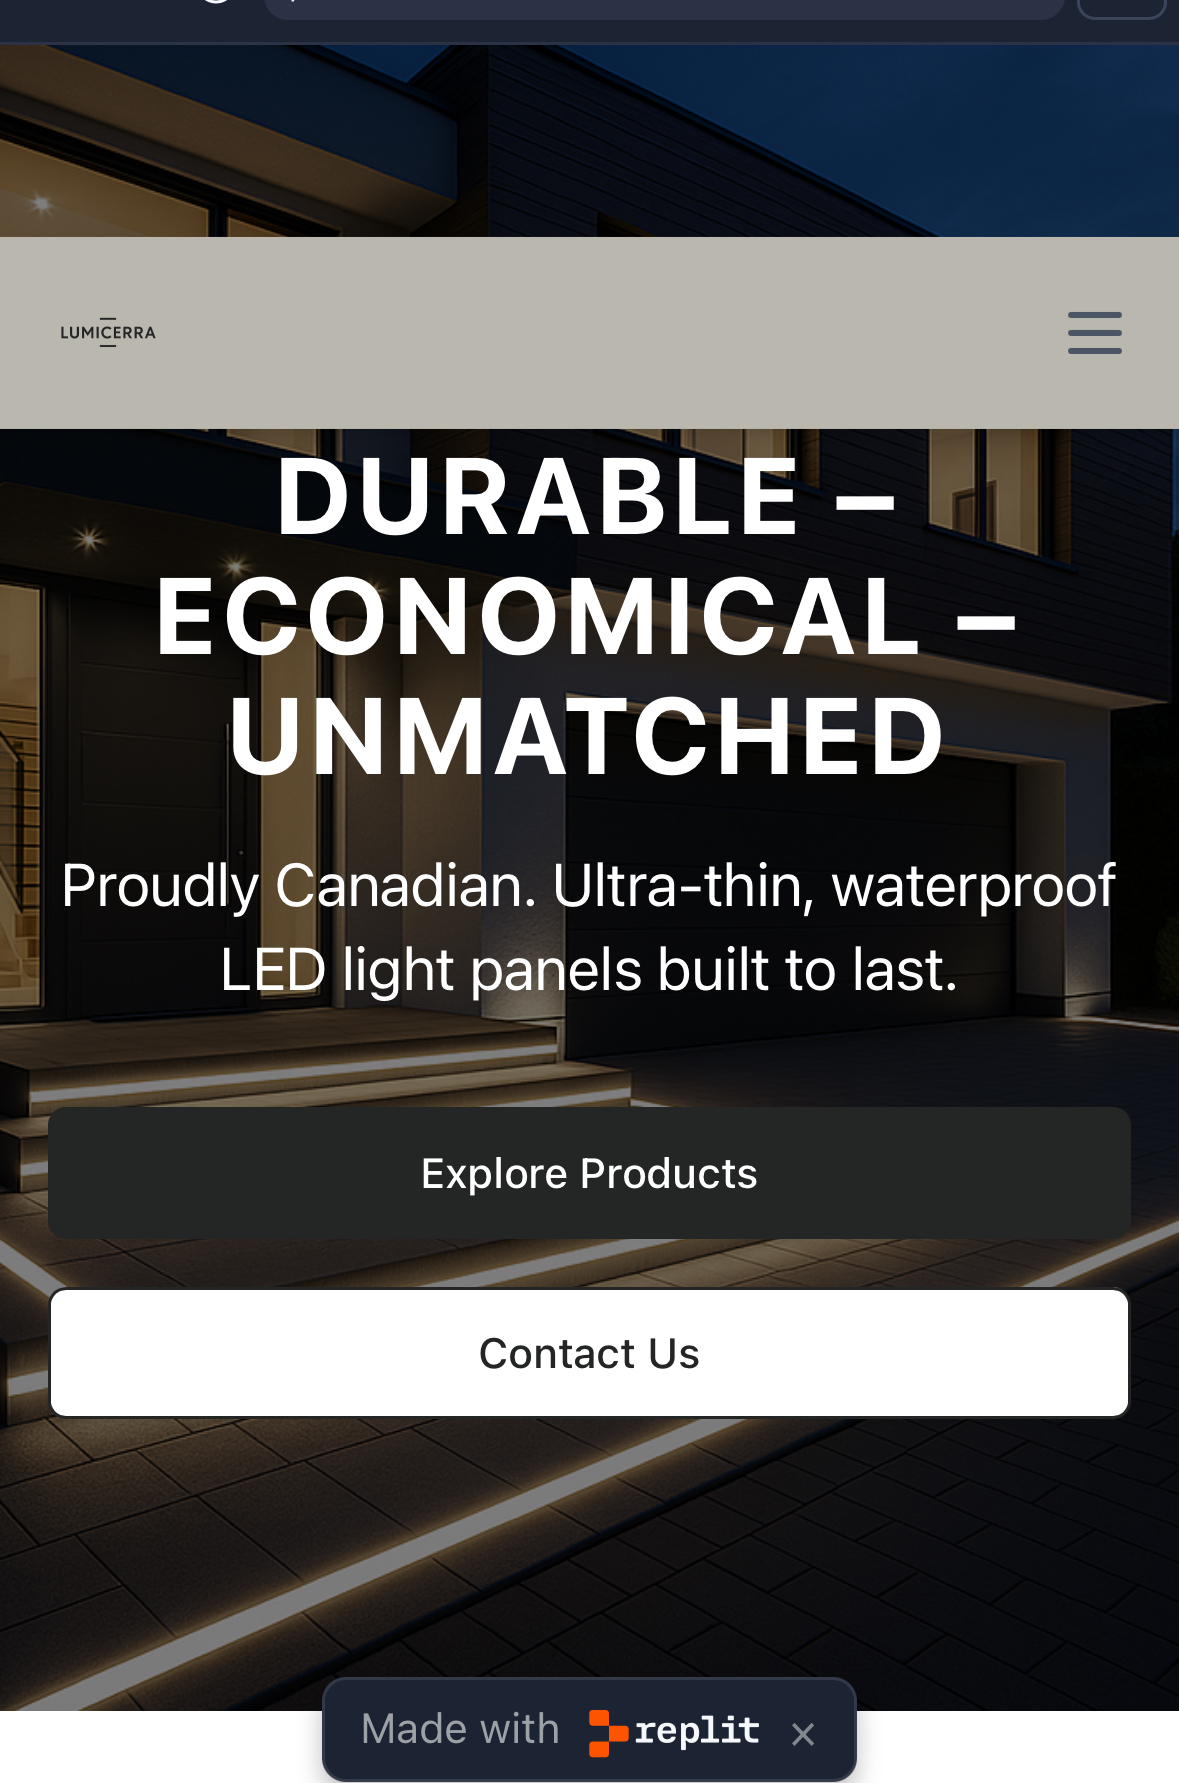 LUMICERRA
DURABLE –
ECONOMICAL –
UNMATCHED
Proudly Canadian. Ultra-thin, waterproof
LED light panels built to last.
Explore Products
Contact Us
Made with replit ×